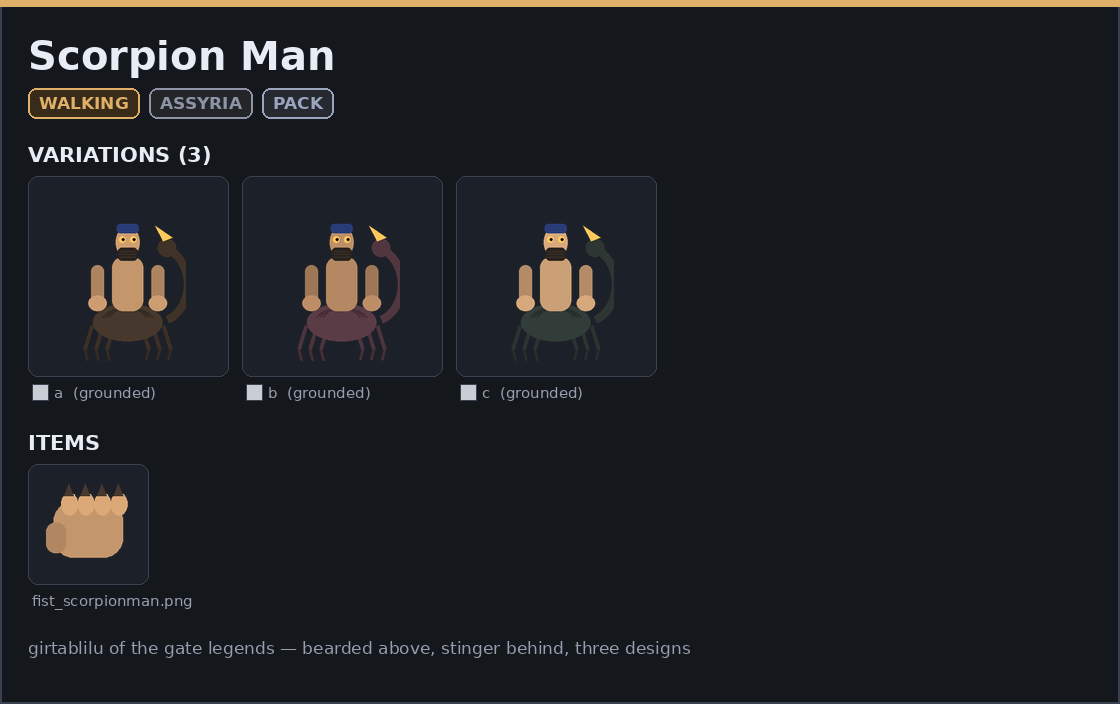 Scorpion Man
WALKING ASSYRIA PACK
VARIATIONS (3)
a (grounded) b (grounded) c (grounded)
ITEMS
fist_scorpionman.png
girtablilu of the gate legends — bearded above, stinger behind, three designs